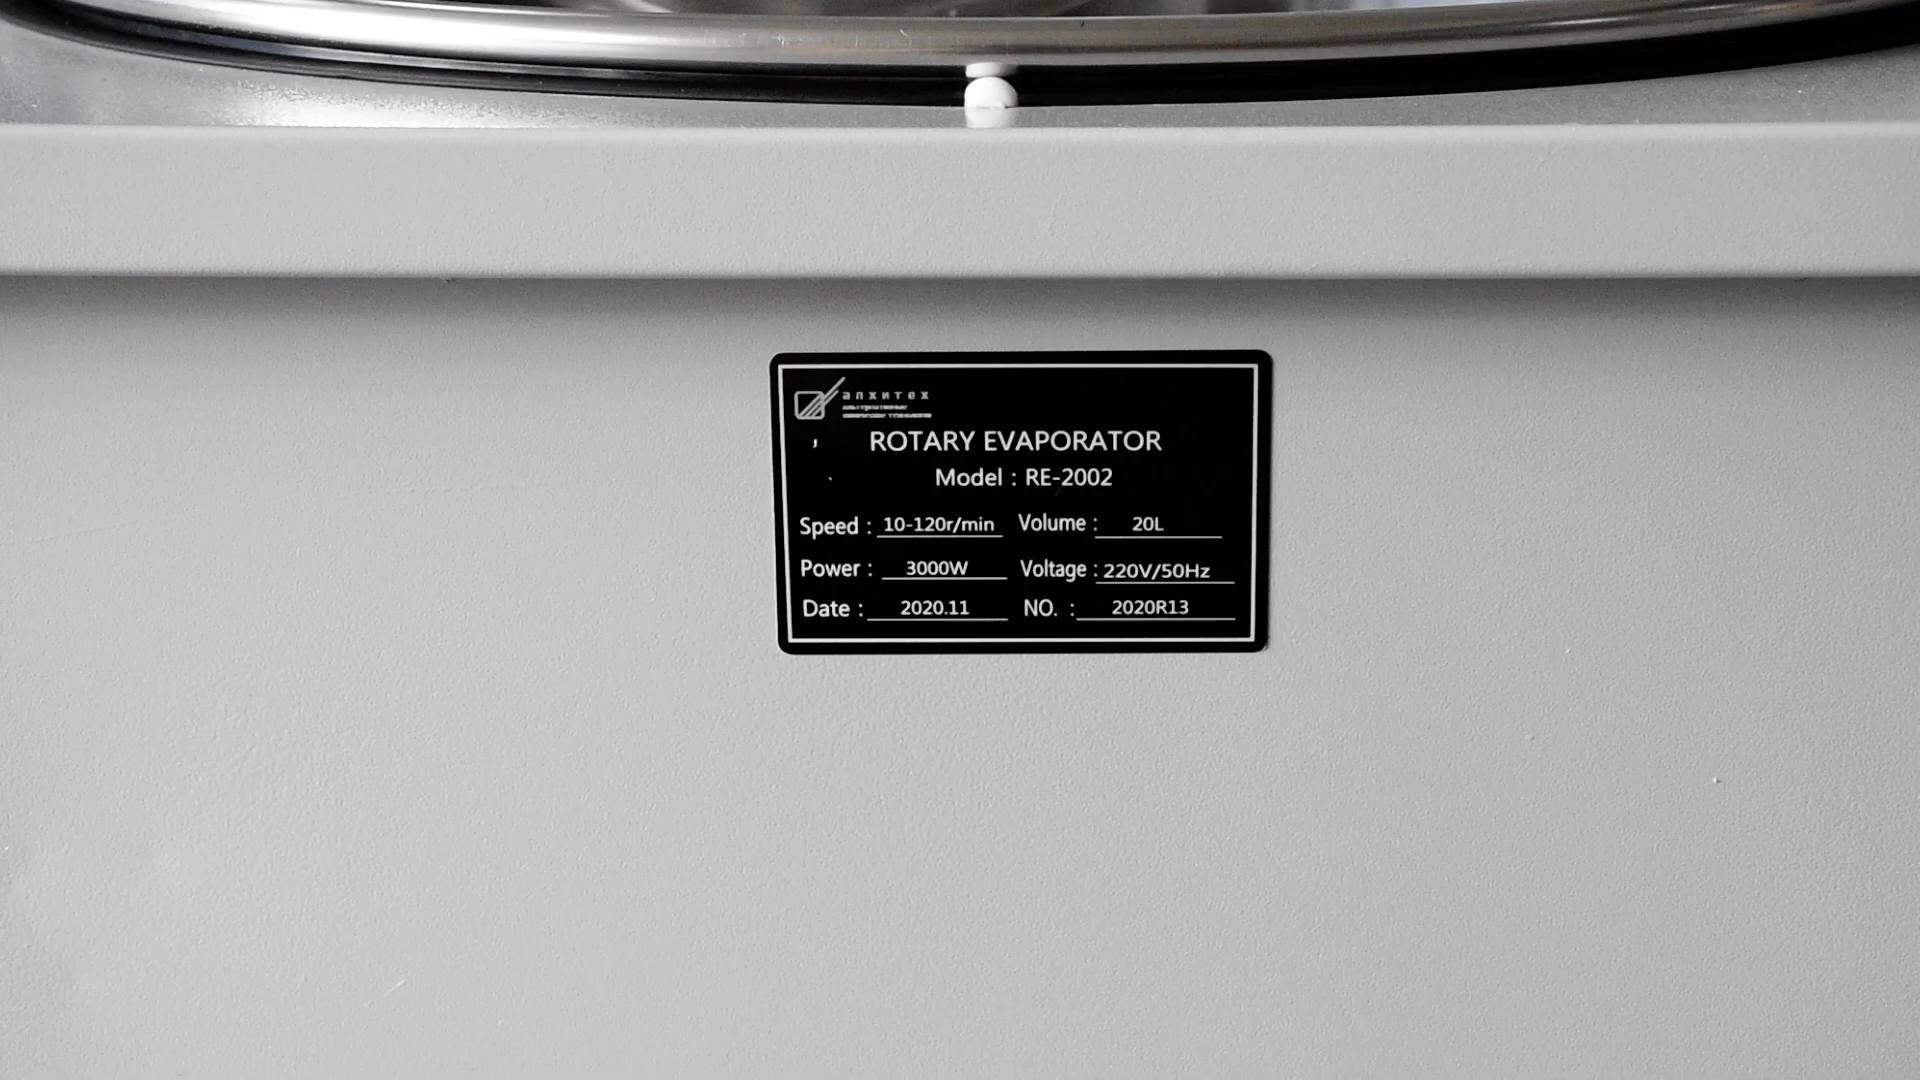 алхитех
ROTARY EVAPORATOR
Model : RE-2002
Speed : 10-120r/min Volume : 20L
Power : 3000W Voltage : 220V/50Hz
Date : 2020.11 NO. : 2020R13